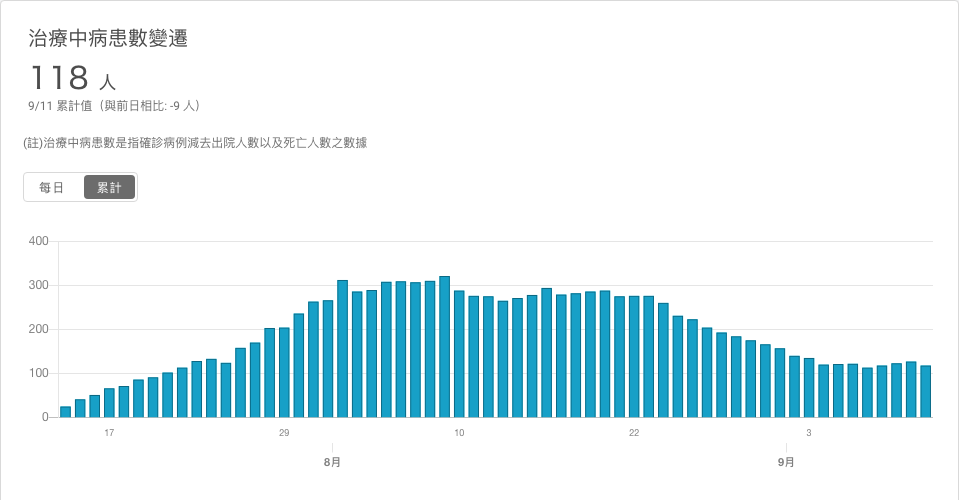 治療中病患數變遷
118 人
9/11 累計值（與前日相比: -9 人）
(註)治療中病患數是指確診病例減去出院人數以及死亡人數之數據
每日 累計
400
300
200
100
0
17 29 10 22 3
8月 9月